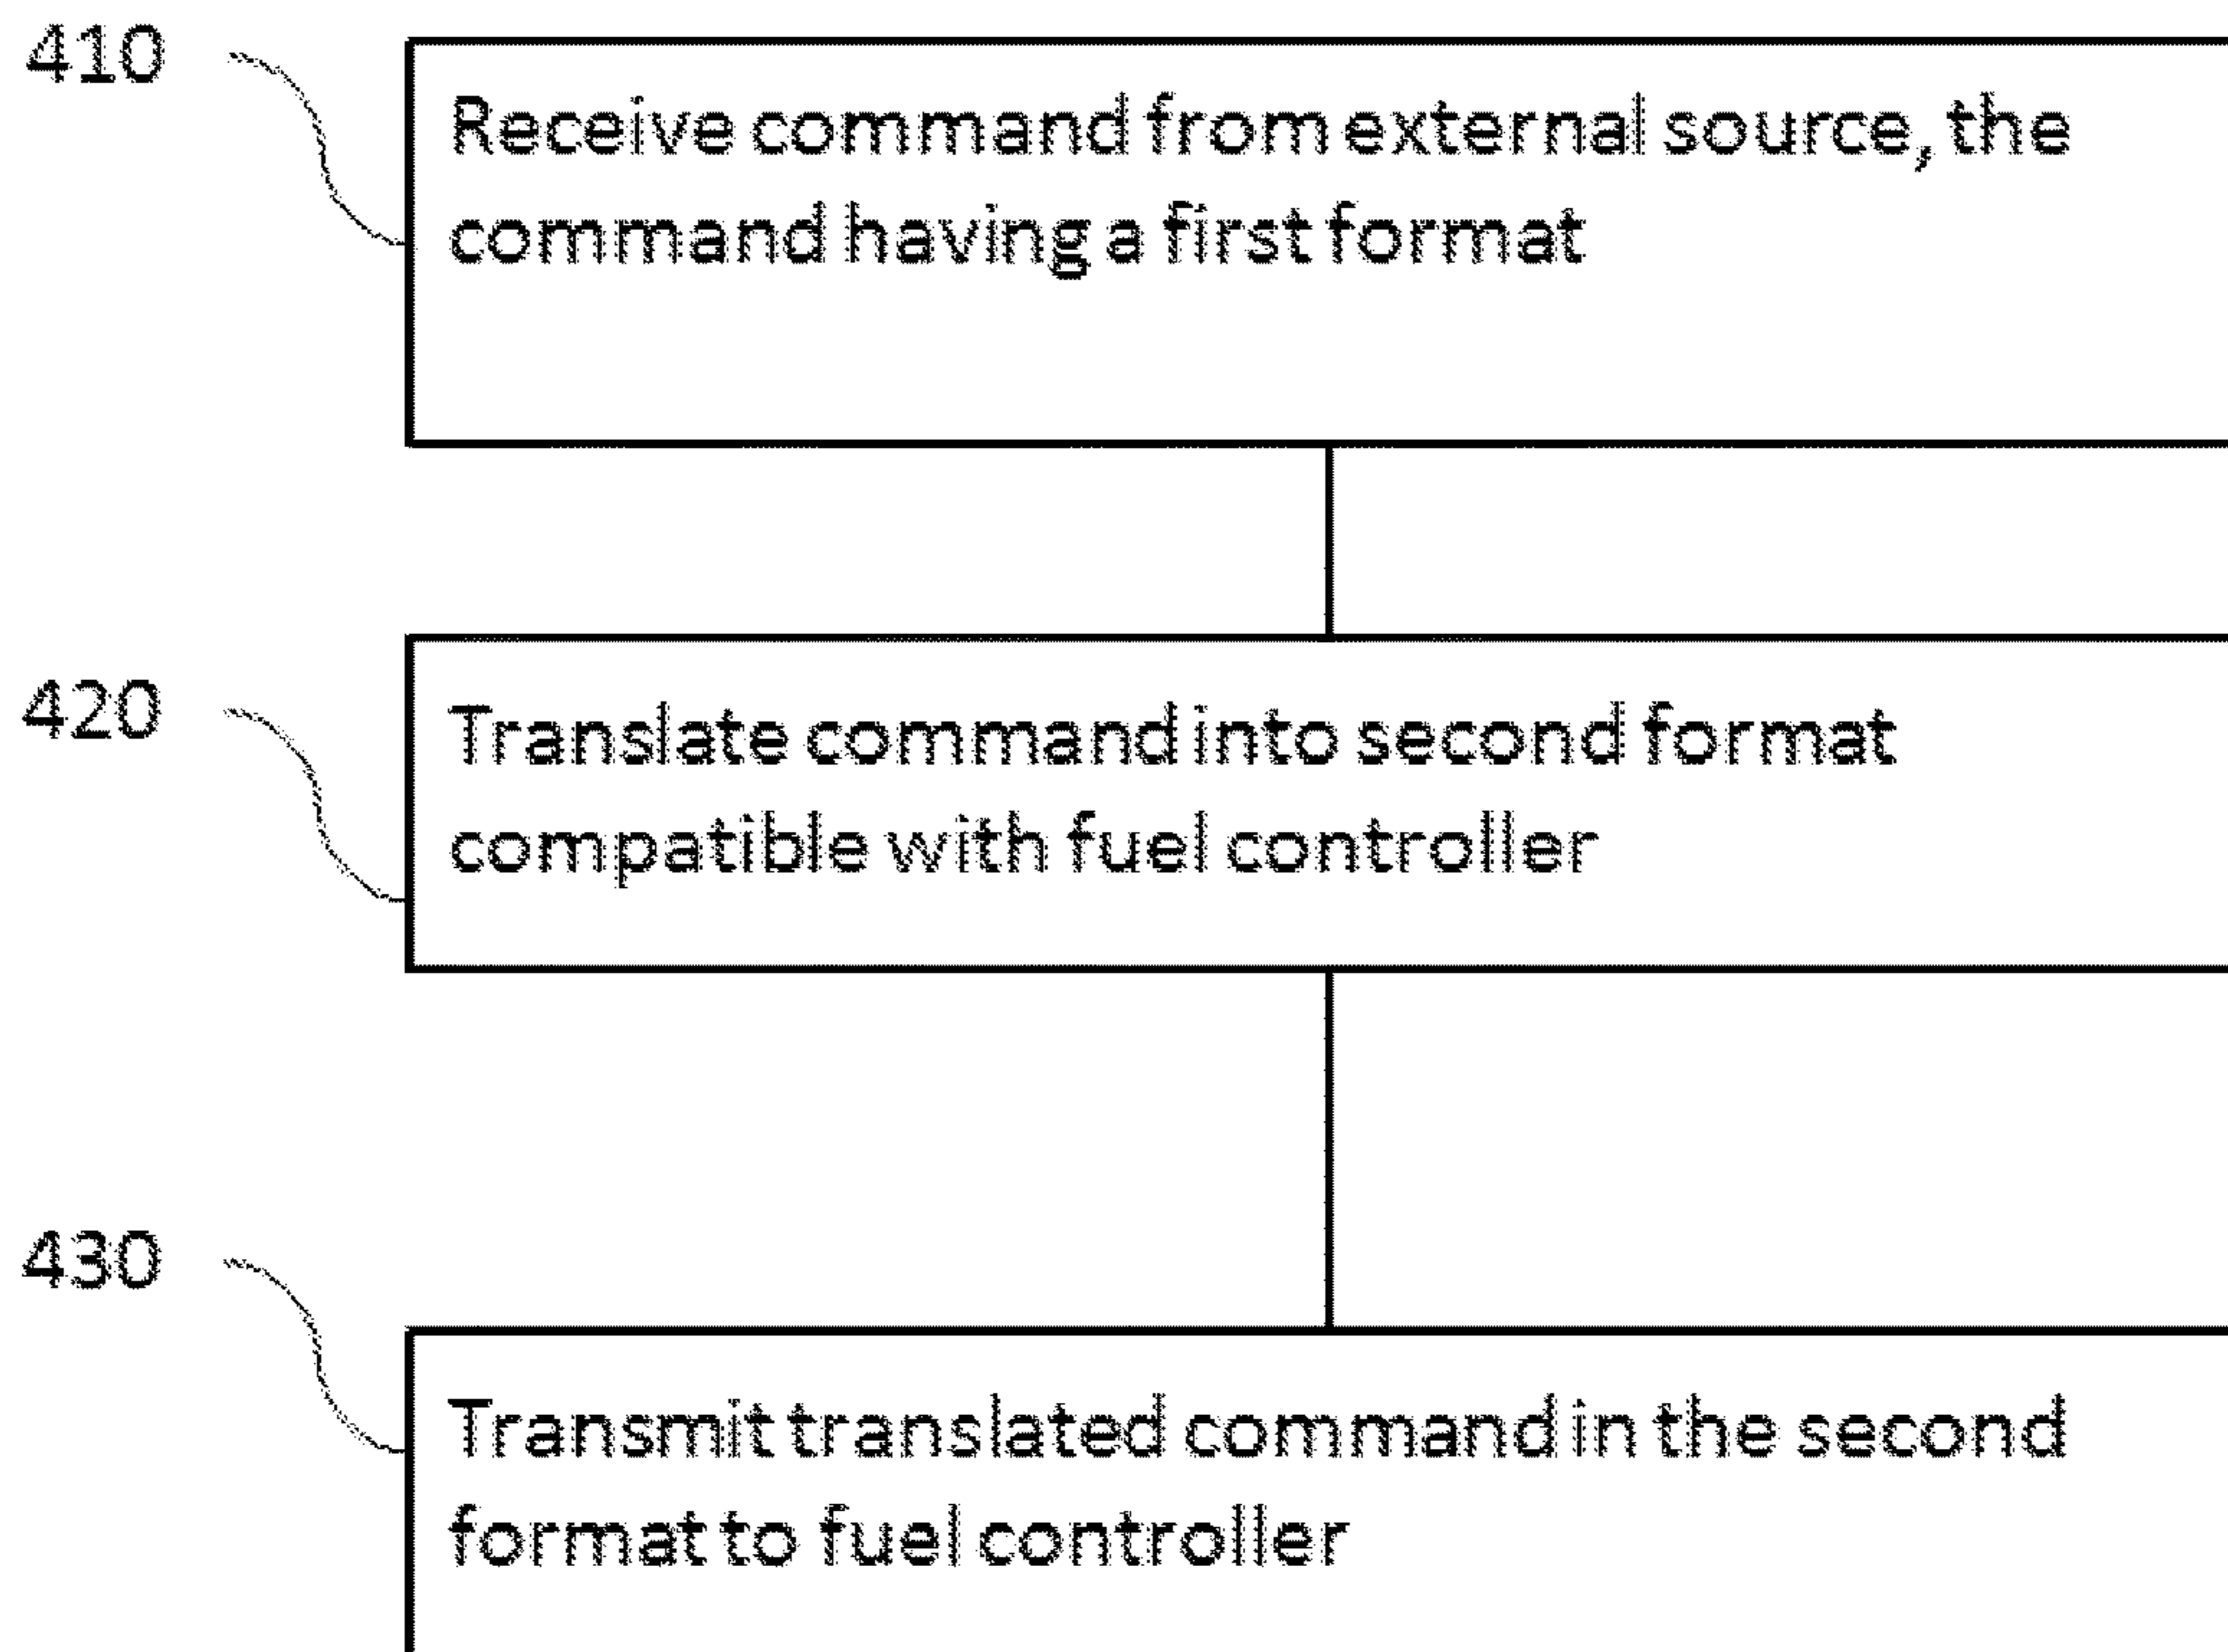 410
Receive command from external source, the
command having a first format
420
Translate command into second format
compatible with fuel controller
430
Transmit translated command in the second
format to fuel controller